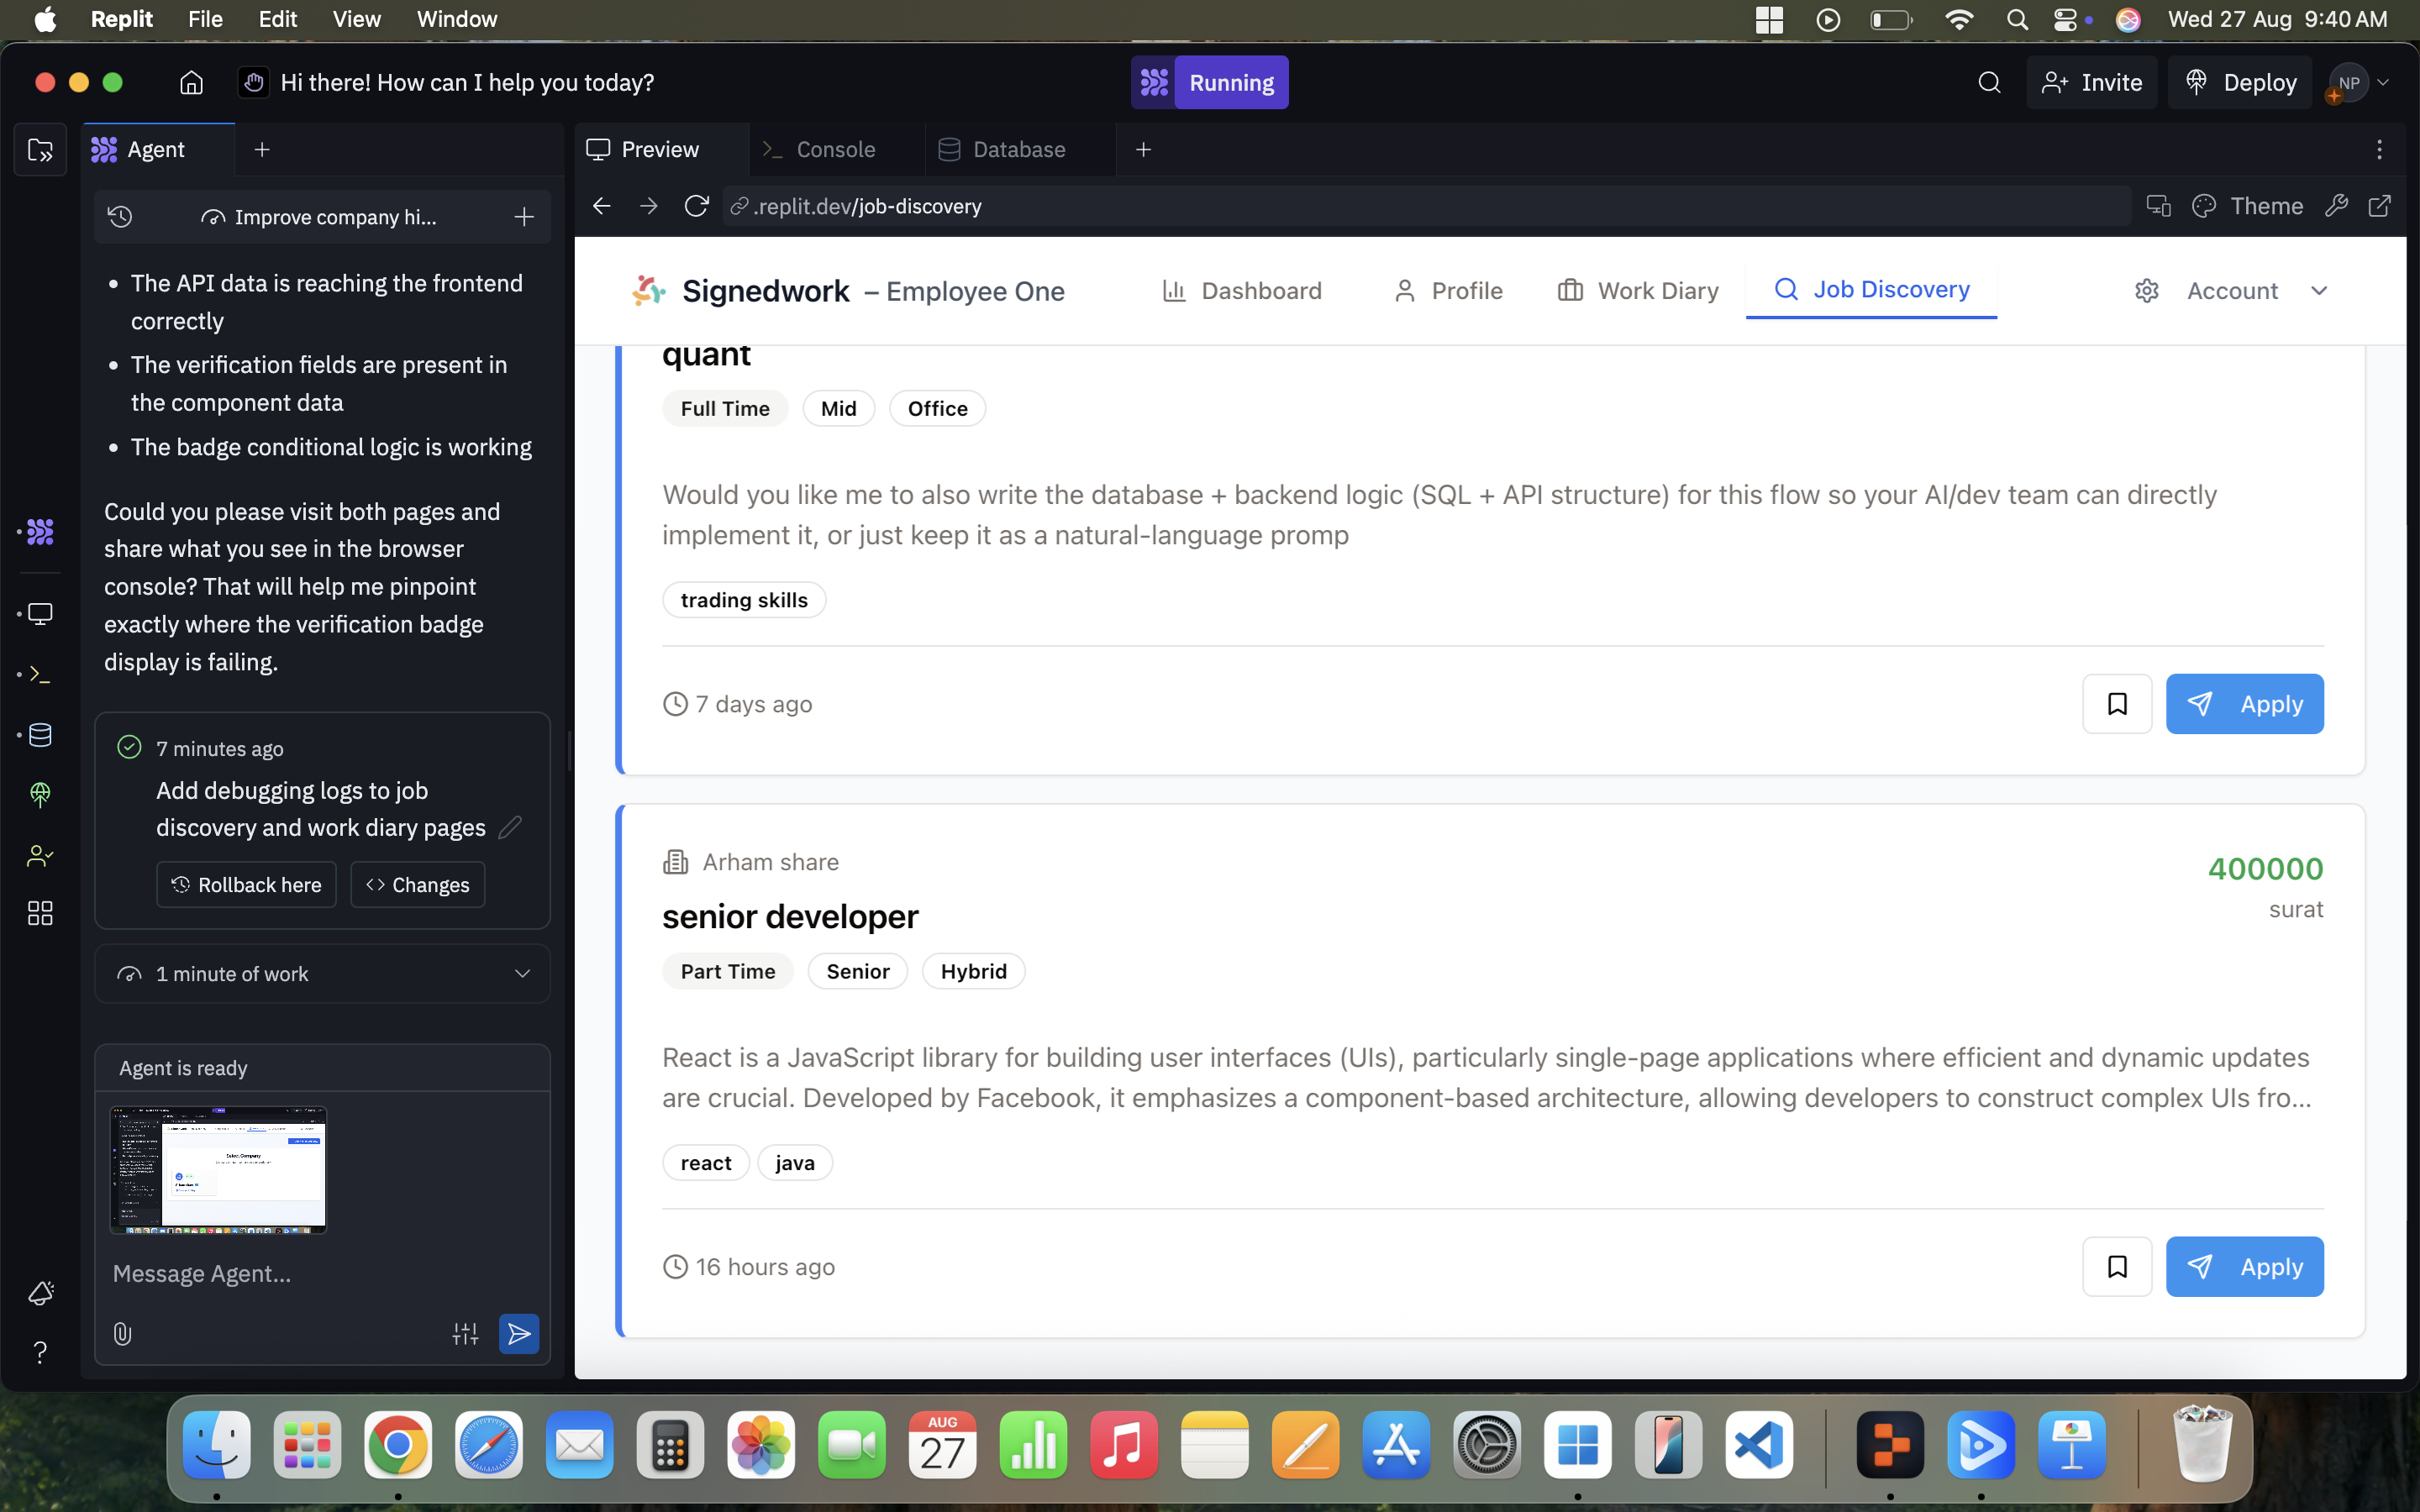 Replit File Edit View Window Wed 27 Aug 9:40 AM
Hi there! How can I help you today? Running Invite Deploy NP
Agent
Improve company hi...
The API data is reaching the frontend
correctly
The verification fields are present in
the component data
The badge conditional logic is working
Could you please visit both pages and
share what you see in the browser
console? That will help me pinpoint
exactly where the verification badge
display is failing.
7 minutes ago
Add debugging logs to job
discovery and work diary pages
Rollback here Changes
1 minute of work
Agent is ready
Select Company
Message Agent...
Preview Console Database
.replit.dev/job-discovery Theme
Signedwork – Employee One Dashboard Profile Work Diary Job Discovery Account
quant
Full Time Mid Office
Would you like me to also write the database + backend logic (SQL + API structure) for this flow so your AI/dev team can directly
implement it, or just keep it as a natural-language promp
trading skills
7 days ago Apply
Arham share 400000
senior developer surat
Part Time Senior Hybrid
React is a JavaScript library for building user interfaces (UIs), particularly single-page applications where efficient and dynamic updates
are crucial. Developed by Facebook, it emphasizes a component-based architecture, allowing developers to construct complex UIs fro...
react java
16 hours ago Apply
AUG
27